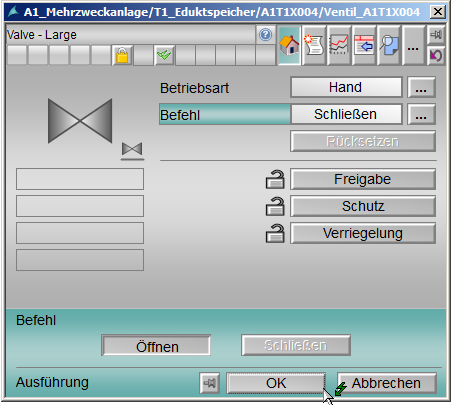 A1_Mehrzweckanlage/T1_Eduktspeicher/A1T1X004/Ventil_A1T1X004
Valve - Large
...
Betriebsart Hand ...
Befehl Schließen ...
Rücksetzen
Freigabe
Schutz
Verriegelung
Befehl
Öffnen Schließen
Ausführung OK Abbrechen